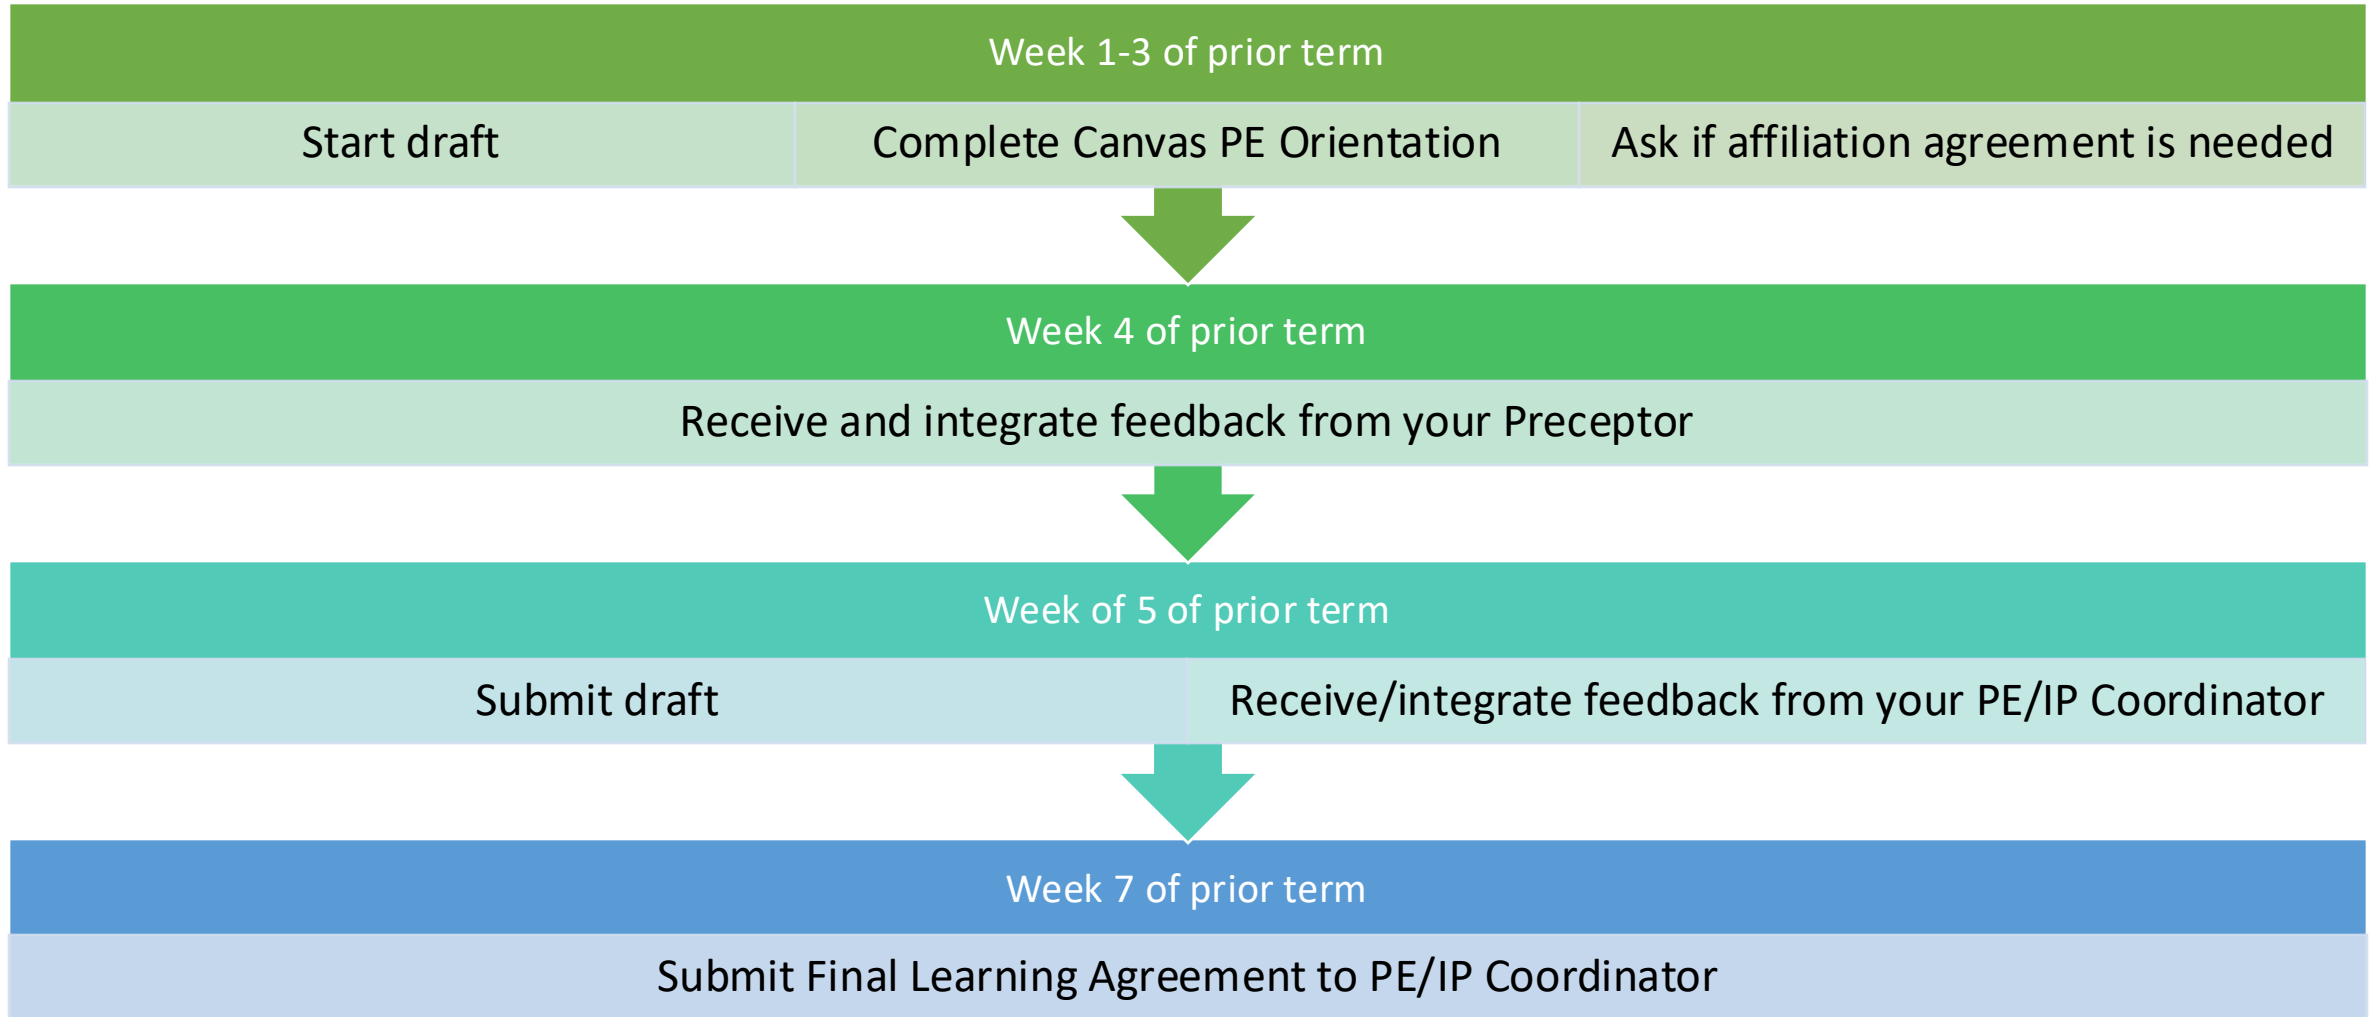 Week 1-3 of prior term
Start draft
Complete Canvas PE Orientation
Ask if affiliation agreement is needed
Week 4 of prior term
Receive and integrate feedback from your Preceptor
Week of 5 of prior term
Submit draft
Receive/integrate feedback from your PE/IP Coordinator
Week 7 of prior term
Submit Final Learning Agreement to PE/IP Coordinator